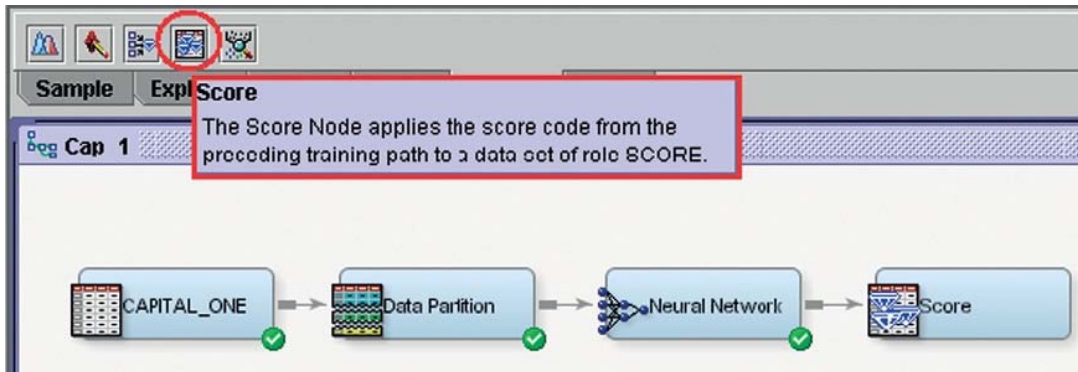 Sample Expl
Score
The Score Node applies the score code from the
preceding training path to a data set of role SCORE.
Cap 1
CAPITAL_ONE Data Partition Neural Network Score